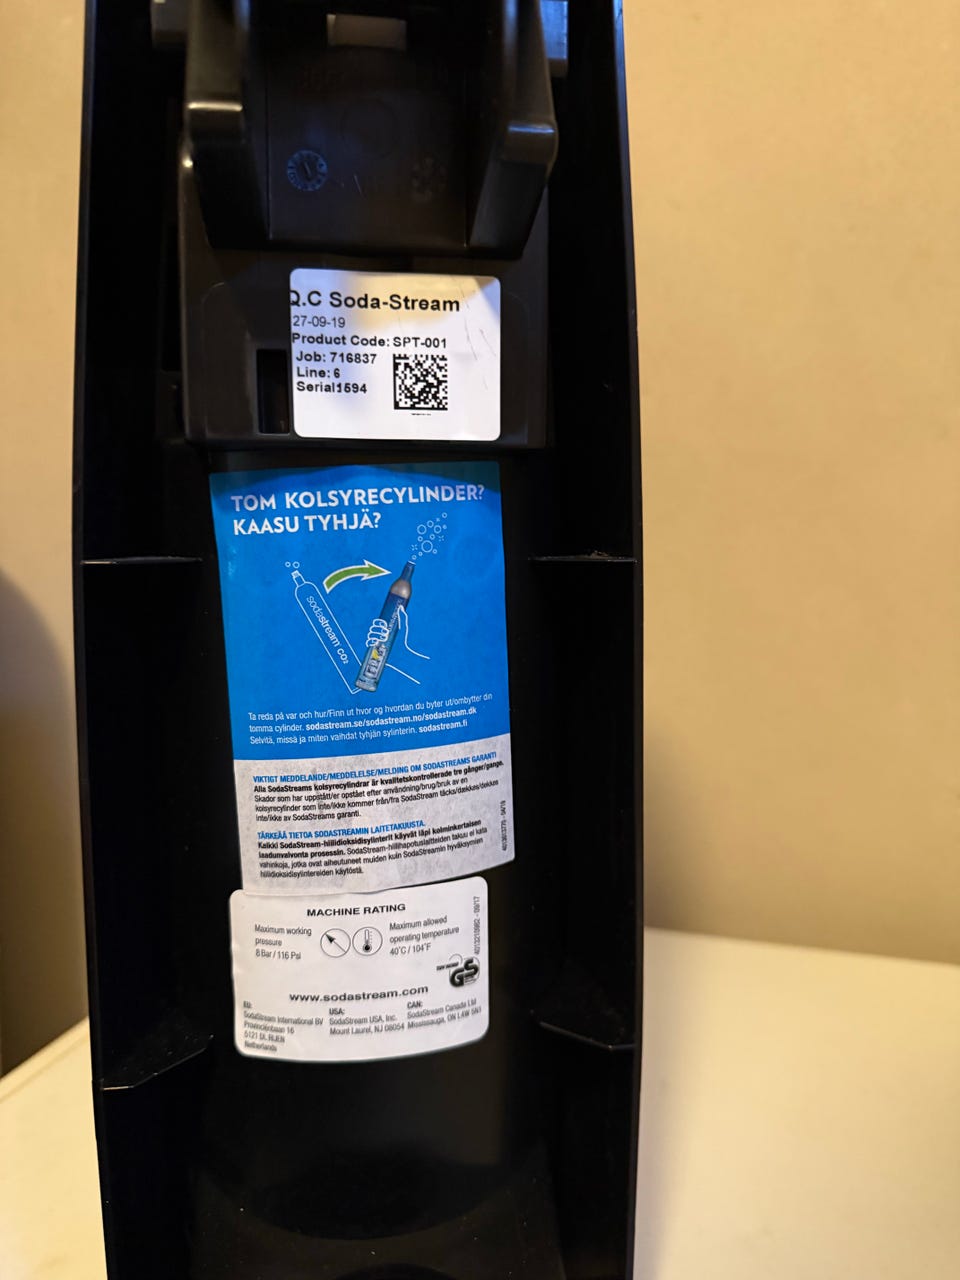 Q.C Soda-Stream
27-09-19
Product Code: SPT-001
Job: 716837
Line: 6
Serial1594
TOM KOLSYRECYLINDER?
KAASU TYHJÄ?
sodastream CO₂
Ta reda på var och hur/Finn ut hvor og hvordan du byter ut/ombytter din
tomma cylinder. sodastream.se/sodastream.no/sodastream.dk
Selvitä, missä ja miten vaihdat tyhjän sylinterin. sodastream.fi
VIKTIGT MEDDELANDE/MEDDELELSE/MELDING OM SODASTREAMS GARANTI
Alla SodaStreams kolsyrecylindrar är kvalitetskontrollerade tre gånger/gange.
Skador som har uppstått/er opstået efter användning/brug/bruk av en
kolsyrecylinder som inte/ikke kommer från/fra SodaStream täcks/dækkes/dekkes
inte/ikke av SodaStreams garanti.
TÄRKEÄÄ TIETOA SODASTREAMIN LAITETAKUUSTA.
Kaikki SodaStream-hiilidioksidisylinterit käyvät läpi kolminkertaisen
laadunvalvonta prosessin. SodaStream-hiilihapotuslaitteiden takuu ei kata
vahinkoja, jotka ovat aiheutuneet muiden kuin SodaStreamin hyväksymien
hiilidioksidisylintereiden käytöstä.
MACHINE RATING
Maximum working
pressure
8 Bar / 116 Psi
Maximum allowed
operating temperature
40°C / 104°F
GS
www.sodastream.com
EU:
SodaStream International BV
Provinciënbaan 16
5121 DL RIJEN
Netherlands
USA:
SodaStream USA, Inc.
Mount Laurel, NJ 08054
CAN:
SodaStream Canada Ltd
Mississauga, ON L4W 5N1